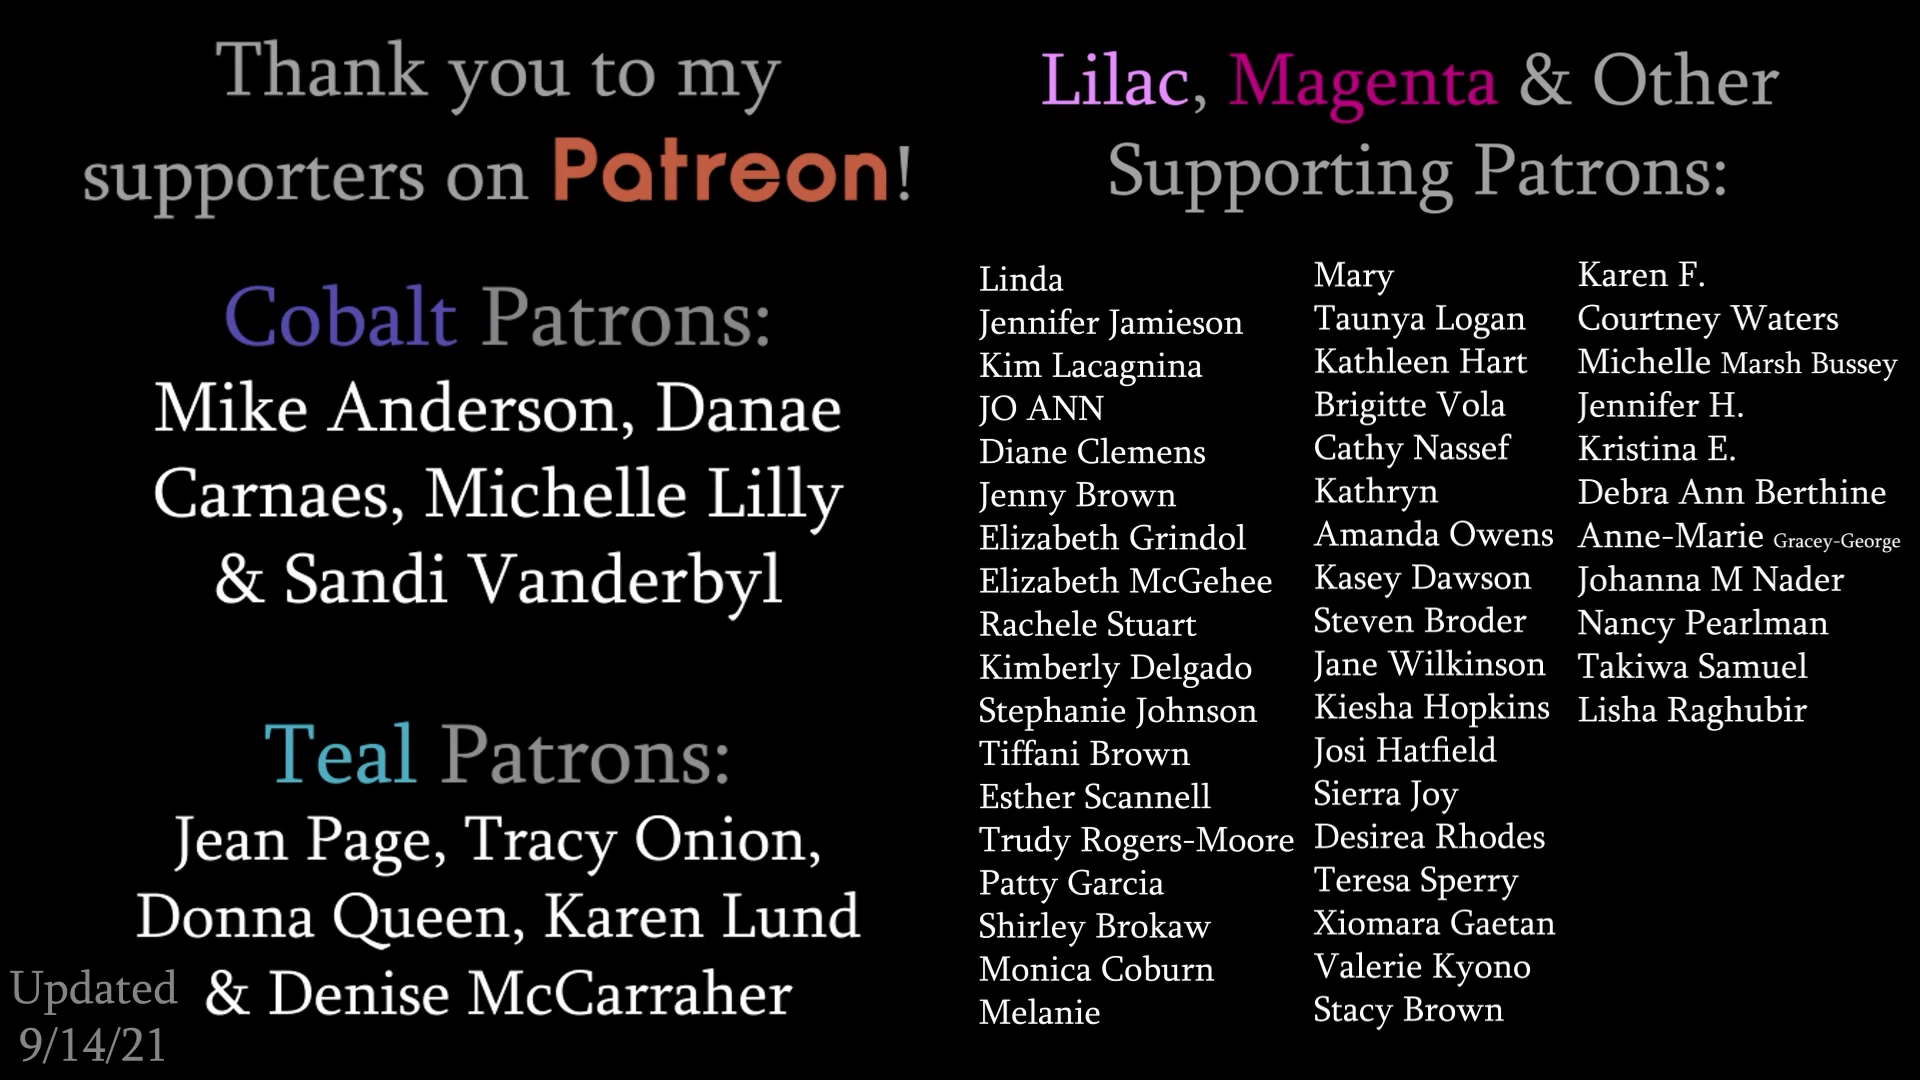 Thank you to my
supporters on Patreon!
Cobalt Patrons:
Mike Anderson, Danae
Carnaes, Michelle Lilly
& Sandi Vanderbyl
Teal Patrons:
Jean Page, Tracy Onion,
Donna Queen, Karen Lund
& Denise McCarraher
Updated
9/14/21
Lilac, Magenta & Other
Supporting Patrons:
Linda
Jennifer Jamieson
Kim Lacagnina
JO ANN
Diane Clemens
Jenny Brown
Elizabeth Grindol
Elizabeth McGehee
Rachele Stuart
Kimberly Delgado
Stephanie Johnson
Tiffani Brown
Esther Scannell
Trudy Rogers-Moore
Patty Garcia
Shirley Brokaw
Monica Coburn
Melanie
Mary
Taunya Logan
Kathleen Hart
Brigitte Vola
Cathy Nassef
Kathryn
Amanda Owens
Kasey Dawson
Steven Broder
Jane Wilkinson
Kiesha Hopkins
Josi Hatfield
Sierra Joy
Desirea Rhodes
Teresa Sperry
Xiomara Gaetan
Valerie Kyono
Stacy Brown
Karen F.
Courtney Waters
Michelle Marsh Bussey
Jennifer H.
Kristina E.
Debra Ann Berthine
Anne-Marie Gracey-George
Johanna M Nader
Nancy Pearlman
Takiwa Samuel
Lisha Raghubir